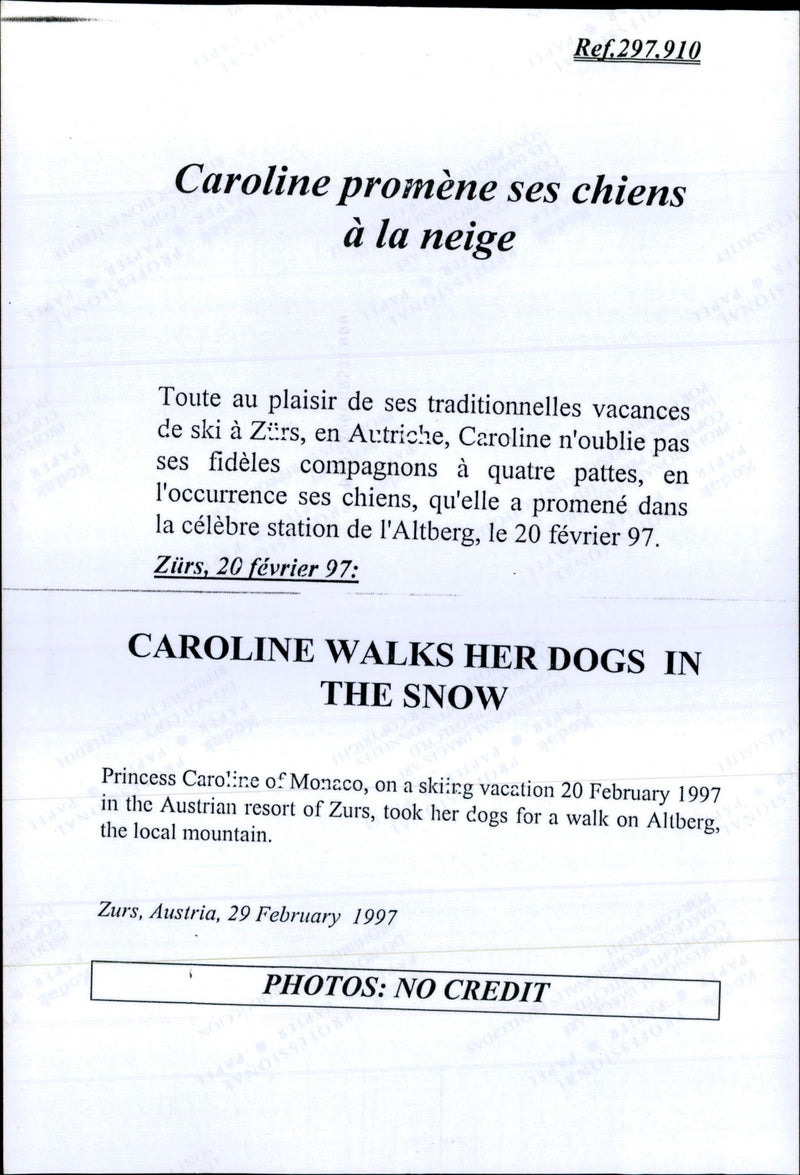 Ref.297.910
Caroline promène ses chiens
à la neige
Toute au plaisir de ses traditionnelles vacances
de ski à Zürs, en Autriche, Caroline n'oublie pas
ses fidèles compagnons à quatre pattes, en
l'occurrence ses chiens, qu'elle a promené dans
la célèbre station de l'Altberg, le 20 février 97.
Zürs, 20 février 97:
CAROLINE WALKS HER DOGS IN
THE SNOW
Princess Caroline of Monaco, on a skiing vacation 20 February 1997
in the Austrian resort of Zurs, took her dogs for a walk on Altberg,
the local mountain.
Zurs, Austria, 29 February 1997
PHOTOS: NO CREDIT